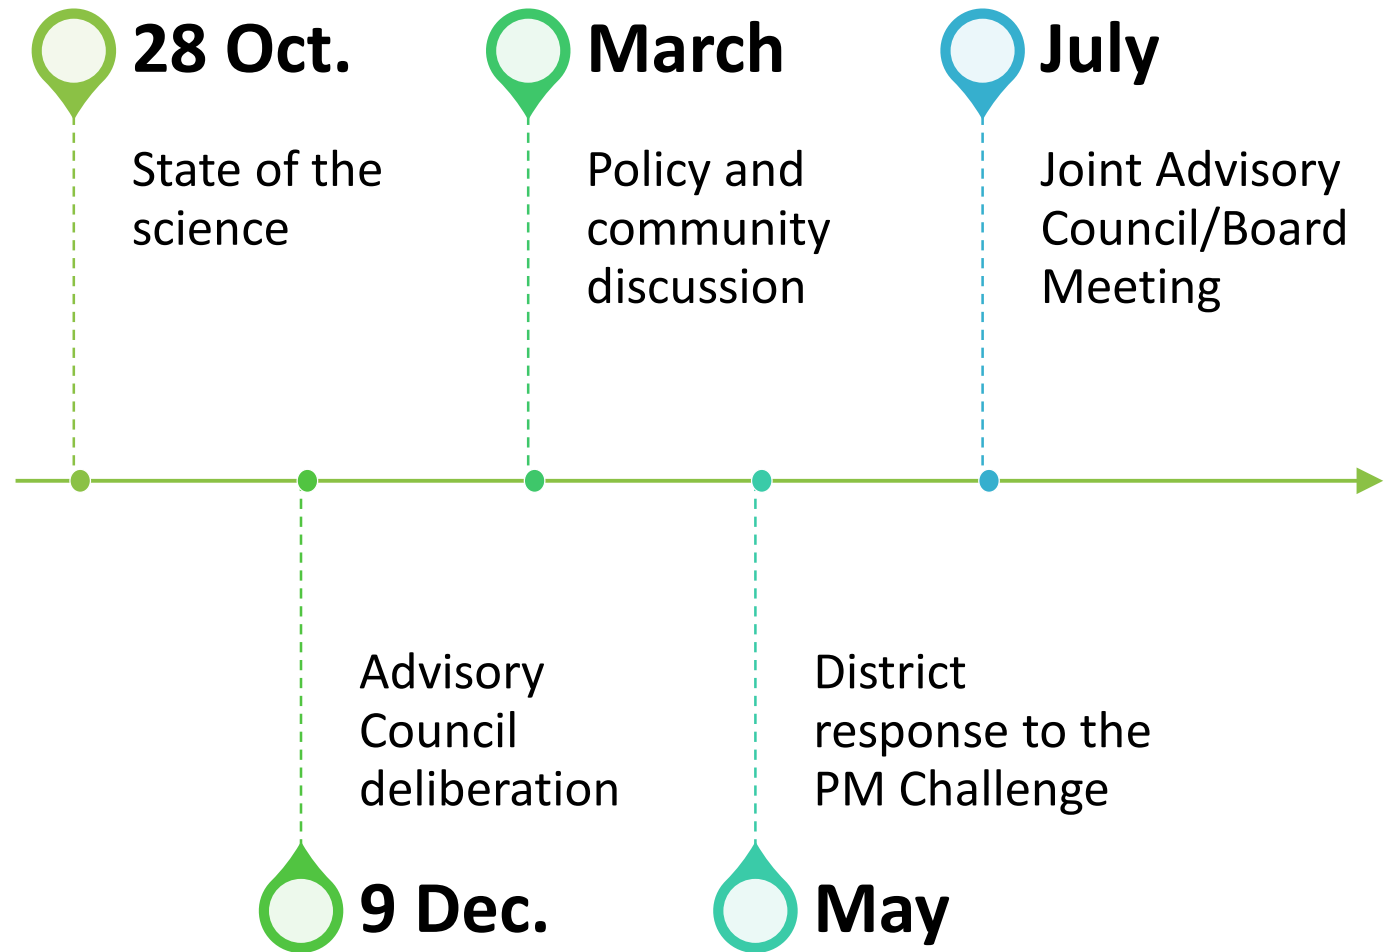 28 Oct.
State of the
science
March
Policy and
community
discussion
July
Joint Advisory
Council/Board
Meeting
Advisory
Council
deliberation
9 Dec.
District
response to the
PM Challenge
May